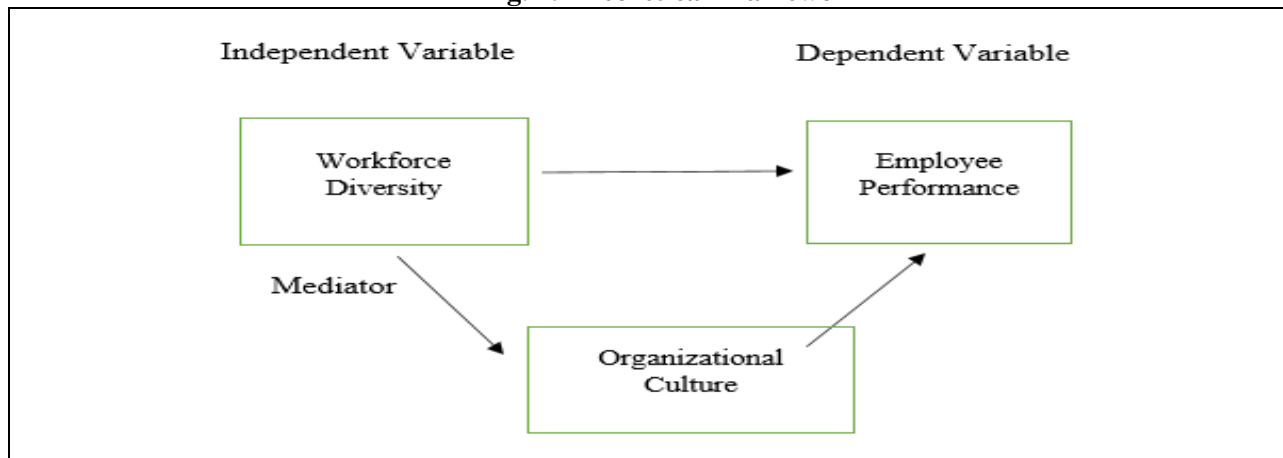 Independent Variable
Dependent Variable
Workforce
Diversity
Employee
Performance
Mediator
Organizational
Culture